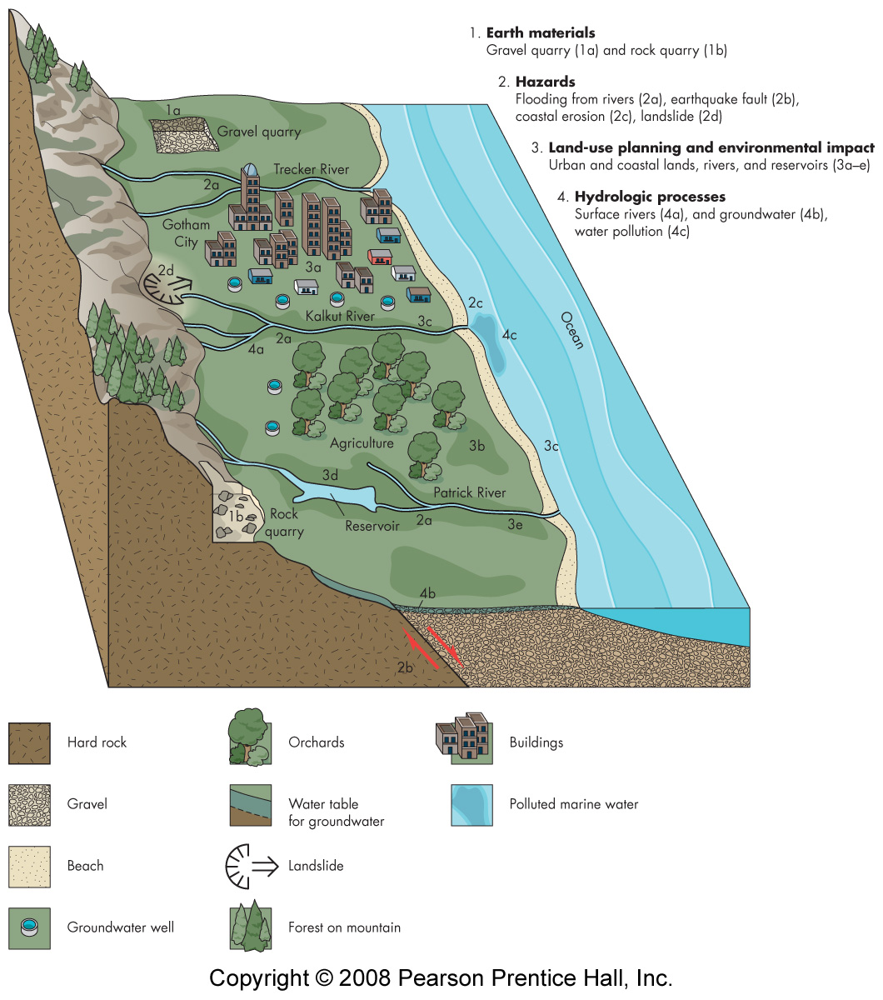 1. Earth materials
Gravel quarry (1a) and rock quarry (1b)
2. Hazards
Flooding from rivers (2a), earthquake fault (2b),
coastal erosion (2c), landslide (2d)
3. Land-use planning and environmental impact
Urban and coastal lands, rivers, and reservoirs (3a–e)
4. Hydrologic processes
Surface rivers (4a), and groundwater (4b),
water pollution (4c)
1a
Gravel quarry
Trecker River
2a
Gotham
City
2d
3a
2c
Kalkut River
3c
2a
4a
4c
Ocean
Agriculture
3b
3c
3d
Patrick River
1b
Rock
quarry
Reservoir
2a
3e
4b
2b
Hard rock
Orchards
Buildings
Gravel
Water table
for groundwater
Polluted marine water
Beach
Landslide
Groundwater well
Forest on mountain
Copyright © 2008 Pearson Prentice Hall, Inc.